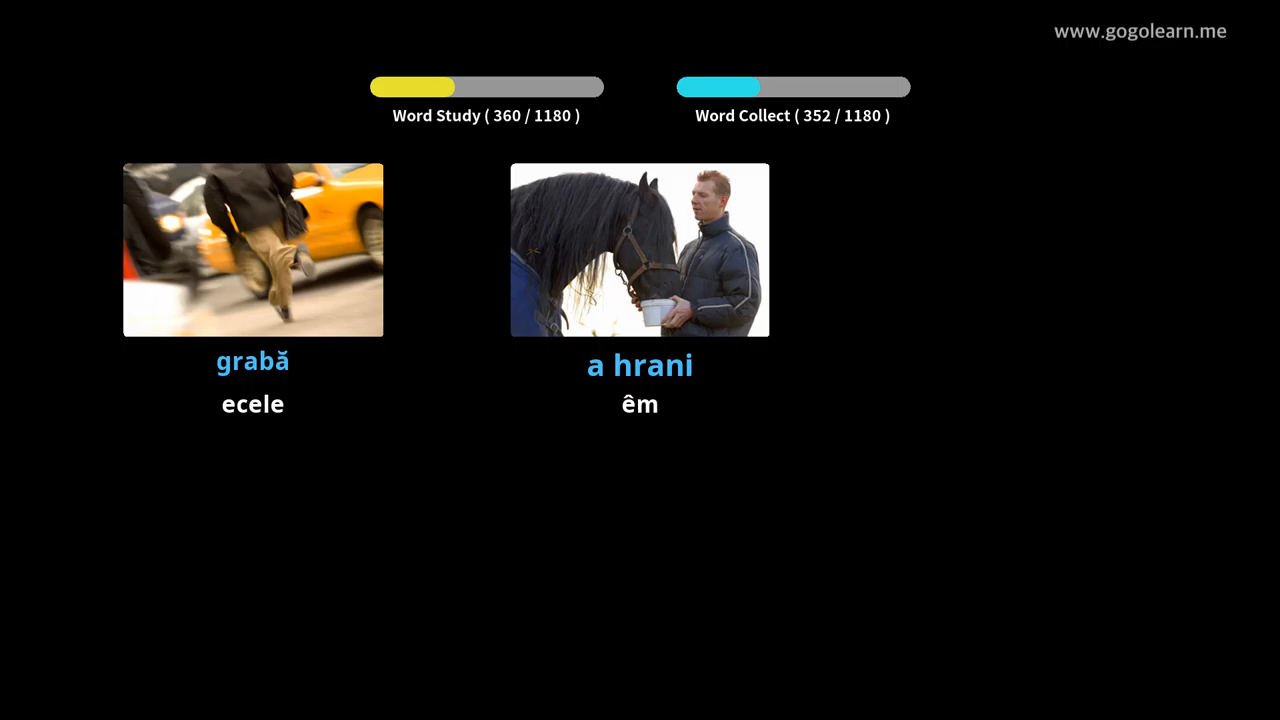 www.gogolearn.me
Word Study ( 360 / 1180 )
Word Collect ( 352 / 1180 )
grabă
ecele
a hrani
êm